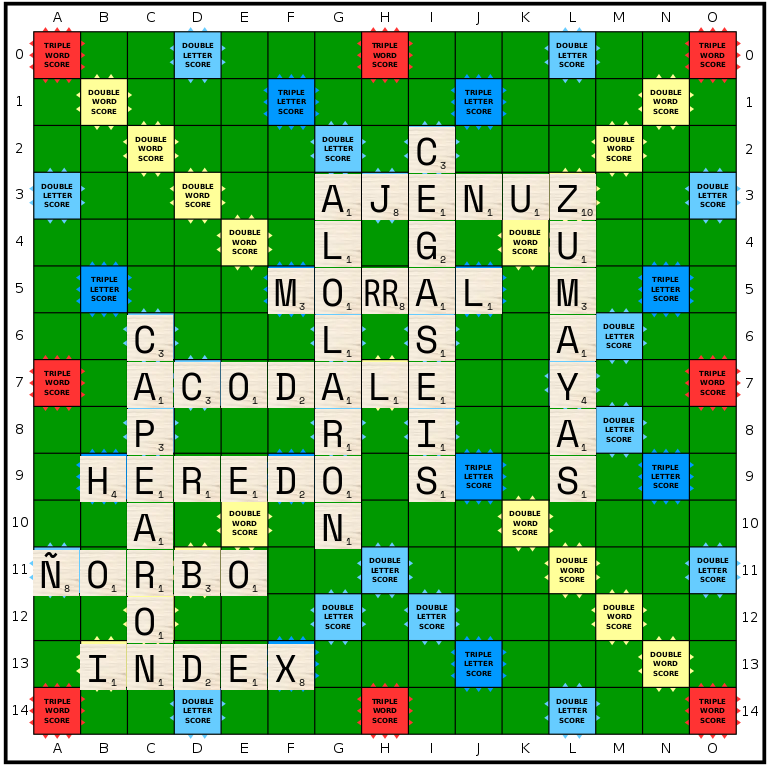 A B C D E F G H I J K L M N O
TRIPLE DOUBLE TRIPLE DOUBLE TRIPLE
0 WORD LETTER WORD LETTER WORD 0
SCORE SCORE SCORE SCORE SCORE
DOUBLE TRIPLE TRIPLE DOUBLE
1 WORD LETTER LETTER WORD 1
SCORE SCORE SCORE SCORE
DOUBLE DOUBLE DOUBLE
2 WORD LETTER C3 WORD 2
SCORE SCORE SCORE
DOUBLE DOUBLE DOUBLE
3 LETTER WORD A1 J8 E1 N1 U1 Z10 LETTER 3
SCORE SCORE SCORE
DOUBLE DOUBLE
4 WORD L1 G2 WORD U1 4
SCORE SCORE
TRIPLE TRIPLE
5 LETTER M3 O1 RR8 A1 L1 M3 LETTER 5
SCORE SCORE
DOUBLE
6 C3 L1 S1 A1 LETTER 6
SCORE
TRIPLE TRIPLE
7 WORD A1 C3 O1 D2 A1 L1 E1 Y4 WORD 7
SCORE SCORE
DOUBLE
8 P3 R1 I1 A1 LETTER 8
SCORE
TRIPLE TRIPLE
9 H4 E1 R1 E1 D2 O1 S1 LETTER S1 LETTER 9
SCORE SCORE
DOUBLE DOUBLE
10 A1 WORD N1 WORD 10
SCORE SCORE
DOUBLE DOUBLE DOUBLE
11 Ñ8 O1 R1 B3 O1 LETTER WORD LETTER 11
SCORE SCORE SCORE
DOUBLE DOUBLE DOUBLE
12 O1 LETTER LETTER WORD 12
SCORE SCORE SCORE
TRIPLE DOUBLE
13 I1 N1 D2 E1 X8 LETTER WORD 13
SCORE SCORE
TRIPLE DOUBLE TRIPLE DOUBLE TRIPLE
14 WORD LETTER WORD LETTER WORD 14
SCORE SCORE SCORE SCORE SCORE
A B C D E F G H I J K L M N O